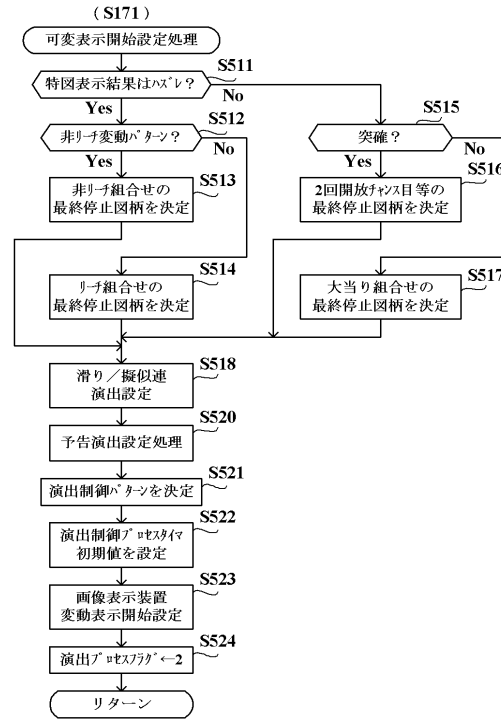 (S171)
可変表示開始設定処理
S511
特図表示結果はﾊｽﾞﾚ?
Yes
No
S512
非ﾘｰﾁ変動ﾊﾟﾀｰﾝ?
Yes
No
S513
非ﾘｰﾁ組合せの
最終停止図柄を決定
S514
ﾘｰﾁ組合せの
最終停止図柄を決定
S515
突確?
Yes
No
S516
2回開放ﾁｬﾝｽ目等の
最終停止図柄を決定
S517
大当り組合せの
最終停止図柄を決定
S518
滑り/擬似連
演出設定
S520
予告演出設定処理
S521
演出制御ﾊﾟﾀｰﾝを決定
S522
演出制御ﾌﾟﾛｾｽﾀｲﾏ
初期値を設定
S523
画像表示装置
変動表示開始設定
S524
演出ﾌﾟﾛｾｽﾌﾗｸﾞ←2
リターン